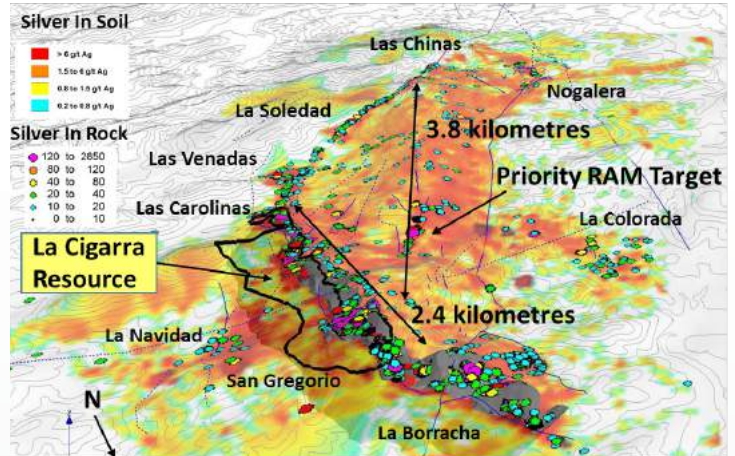 Silver In Soil
> 6 g/t Ag
1.5 to 6 g/t Ag
0.8 to 1.5 g/t Ag
0.2 to 0.8 g/t Ag
Silver In Rock
120 to 2850
80 to 120
40 to 80
20 to 40
10 to 20
0 to 10
Las Chinas
Nogalera
La Soledad
3.8 kilometres
Las Venadas
Priority RAM Target
Las Carolinas
La Colorada
La Cigarra
Resource
2.4 kilometres
La Navidad
San Gregorio
La Borracha
N